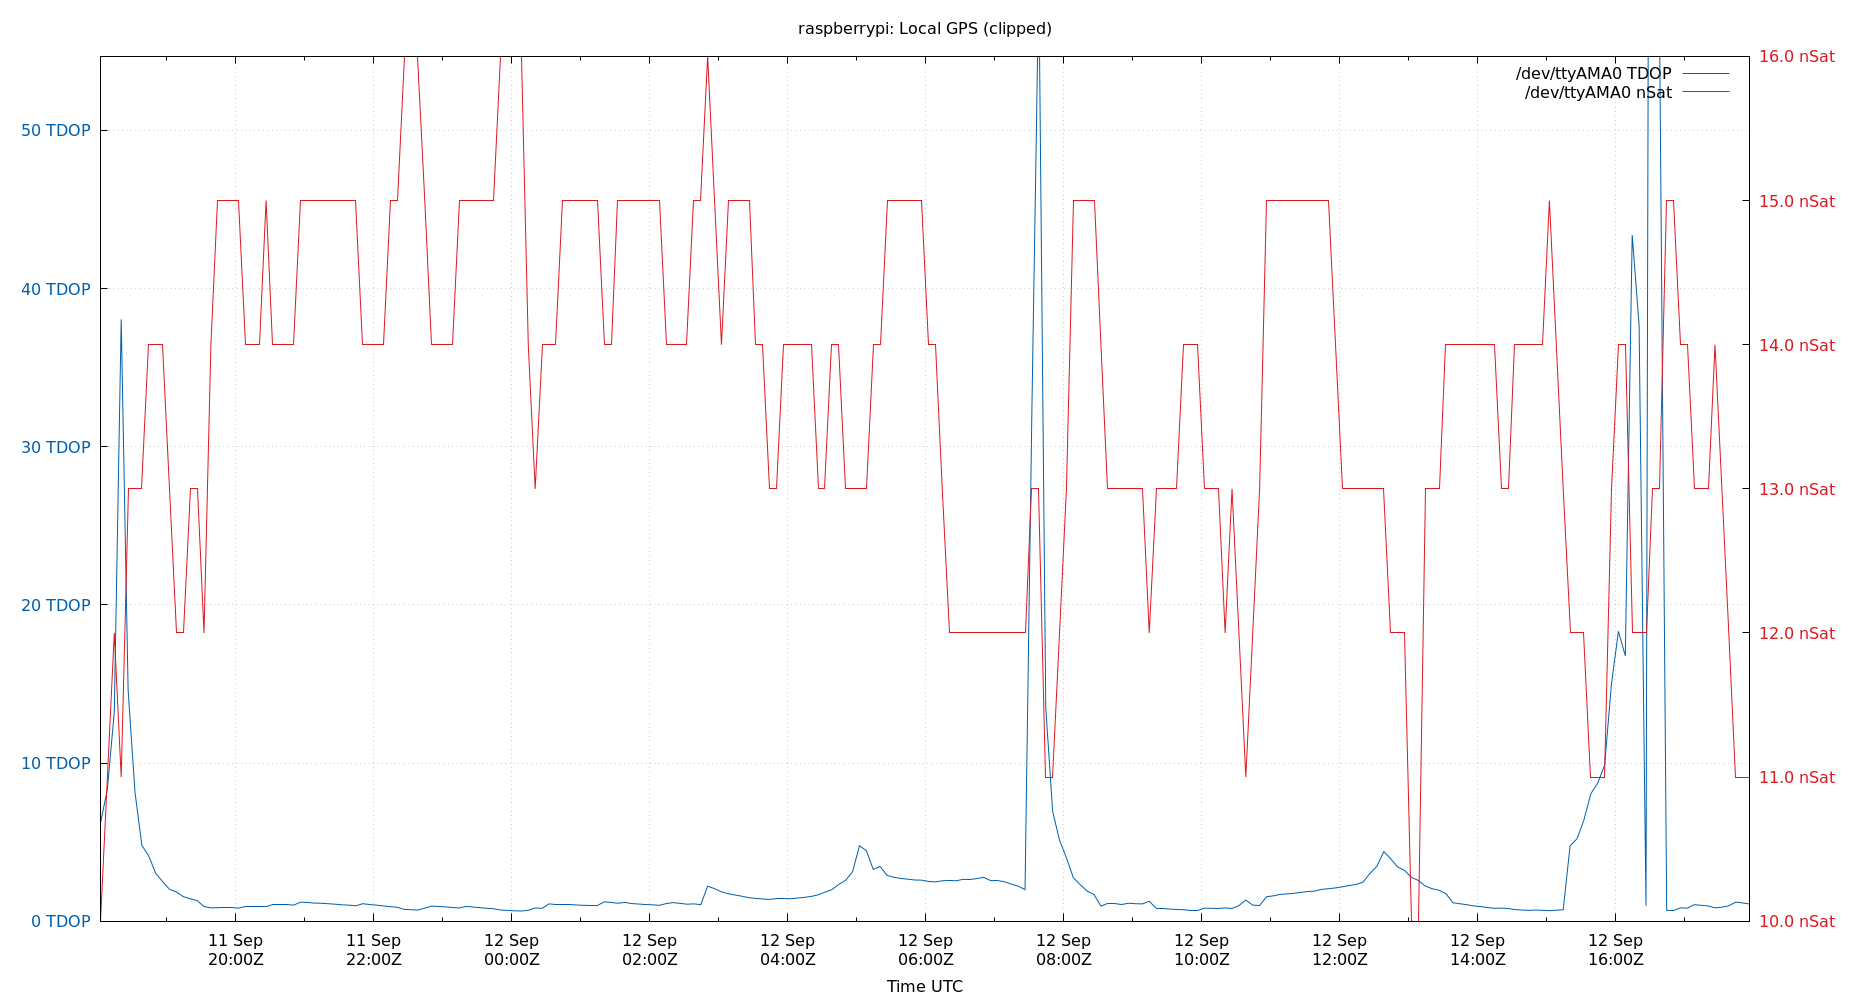 raspberrypi: Local GPS (clipped)
16.0 nSat
/dev/ttyAMA0 TDOP
/dev/ttyAMA0 nSat
50 TDOP
15.0 nSat
40 TDOP
14.0 nSat
30 TDOP
13.0 nSat
20 TDOP
12.0 nSat
10 TDOP
11.0 nSat
0 TDOP
10.0 nSat
11 Sep 11 Sep 12 Sep 12 Sep 12 Sep 12 Sep 12 Sep 12 Sep 12 Sep 12 Sep 12 Sep
20:00Z 22:00Z 00:00Z 02:00Z 04:00Z 06:00Z 08:00Z 10:00Z 12:00Z 14:00Z 16:00Z
Time UTC